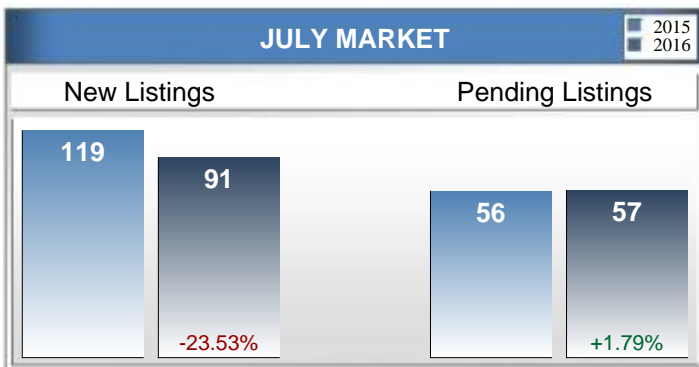 JULY MARKET
2015
2016
New Listings
Pending Listings
119
91
-23.53%
56
57
+1.79%